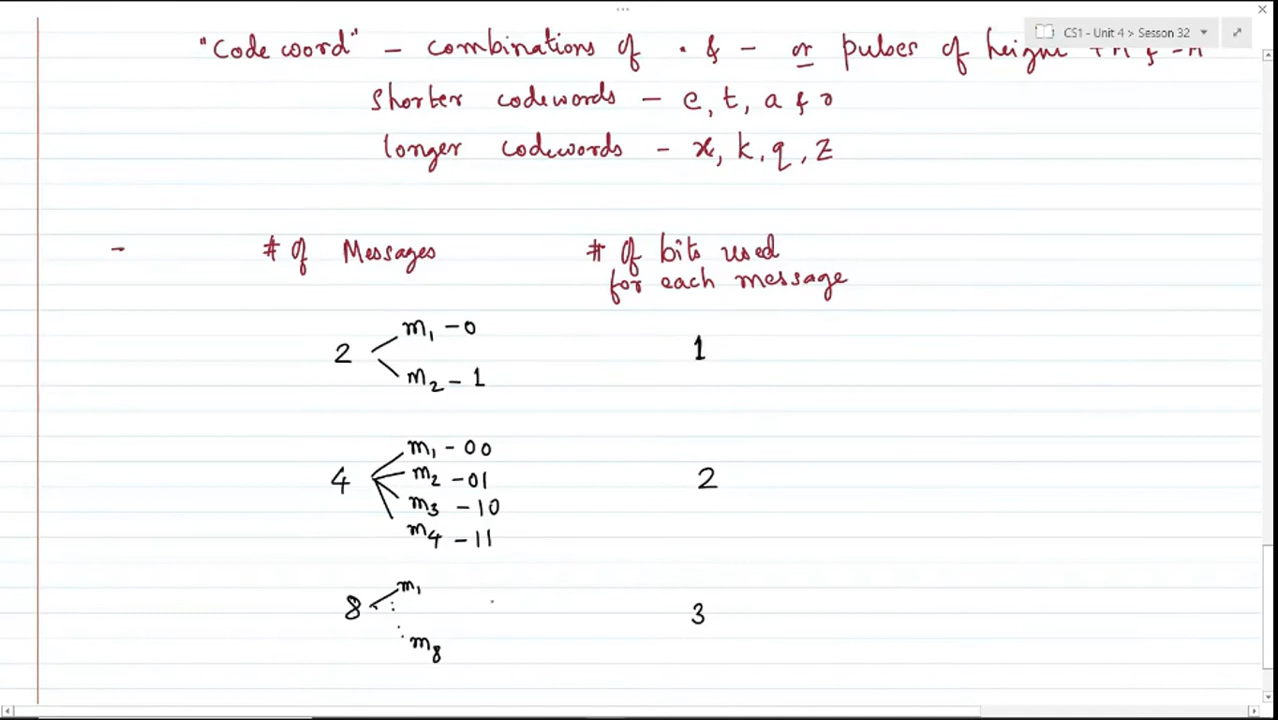 CS1 - Unit 4 > Sesson 32
"Code word" - combinations of . & - or pulses of height +A & -A
shorter codewords - e, t, a & o
longer codewords - x, k, q, z
- # of Messages # of bits used
for each message
m1 - 0
2 1
m2 - 1
m1 - 00
4 m2 - 01 2
m3 - 10
m4 - 11
m1
8 3
m8